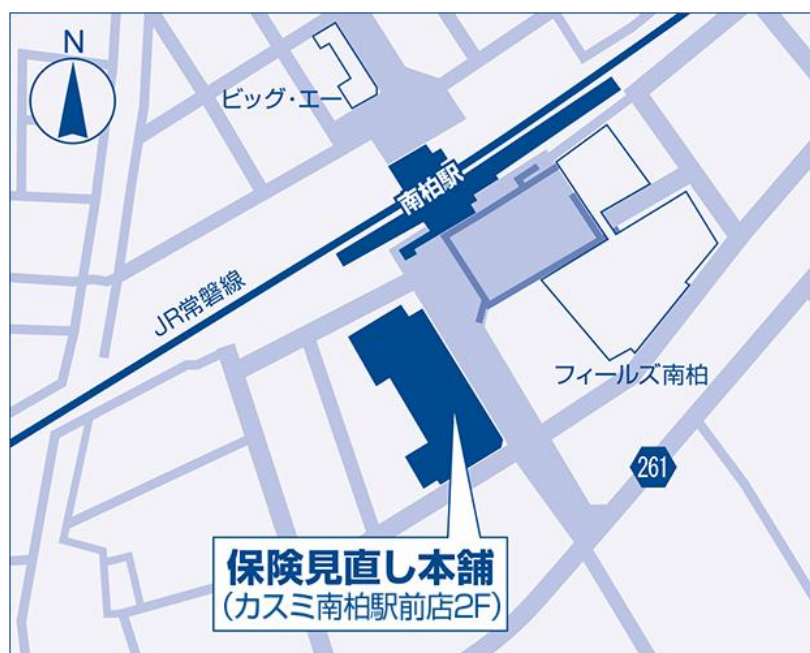 N
ビッグ・エー
南柏駅
JR常磐線
フィールズ南柏
261
保険見直し本舗
(カスミ南柏駅前店2F)